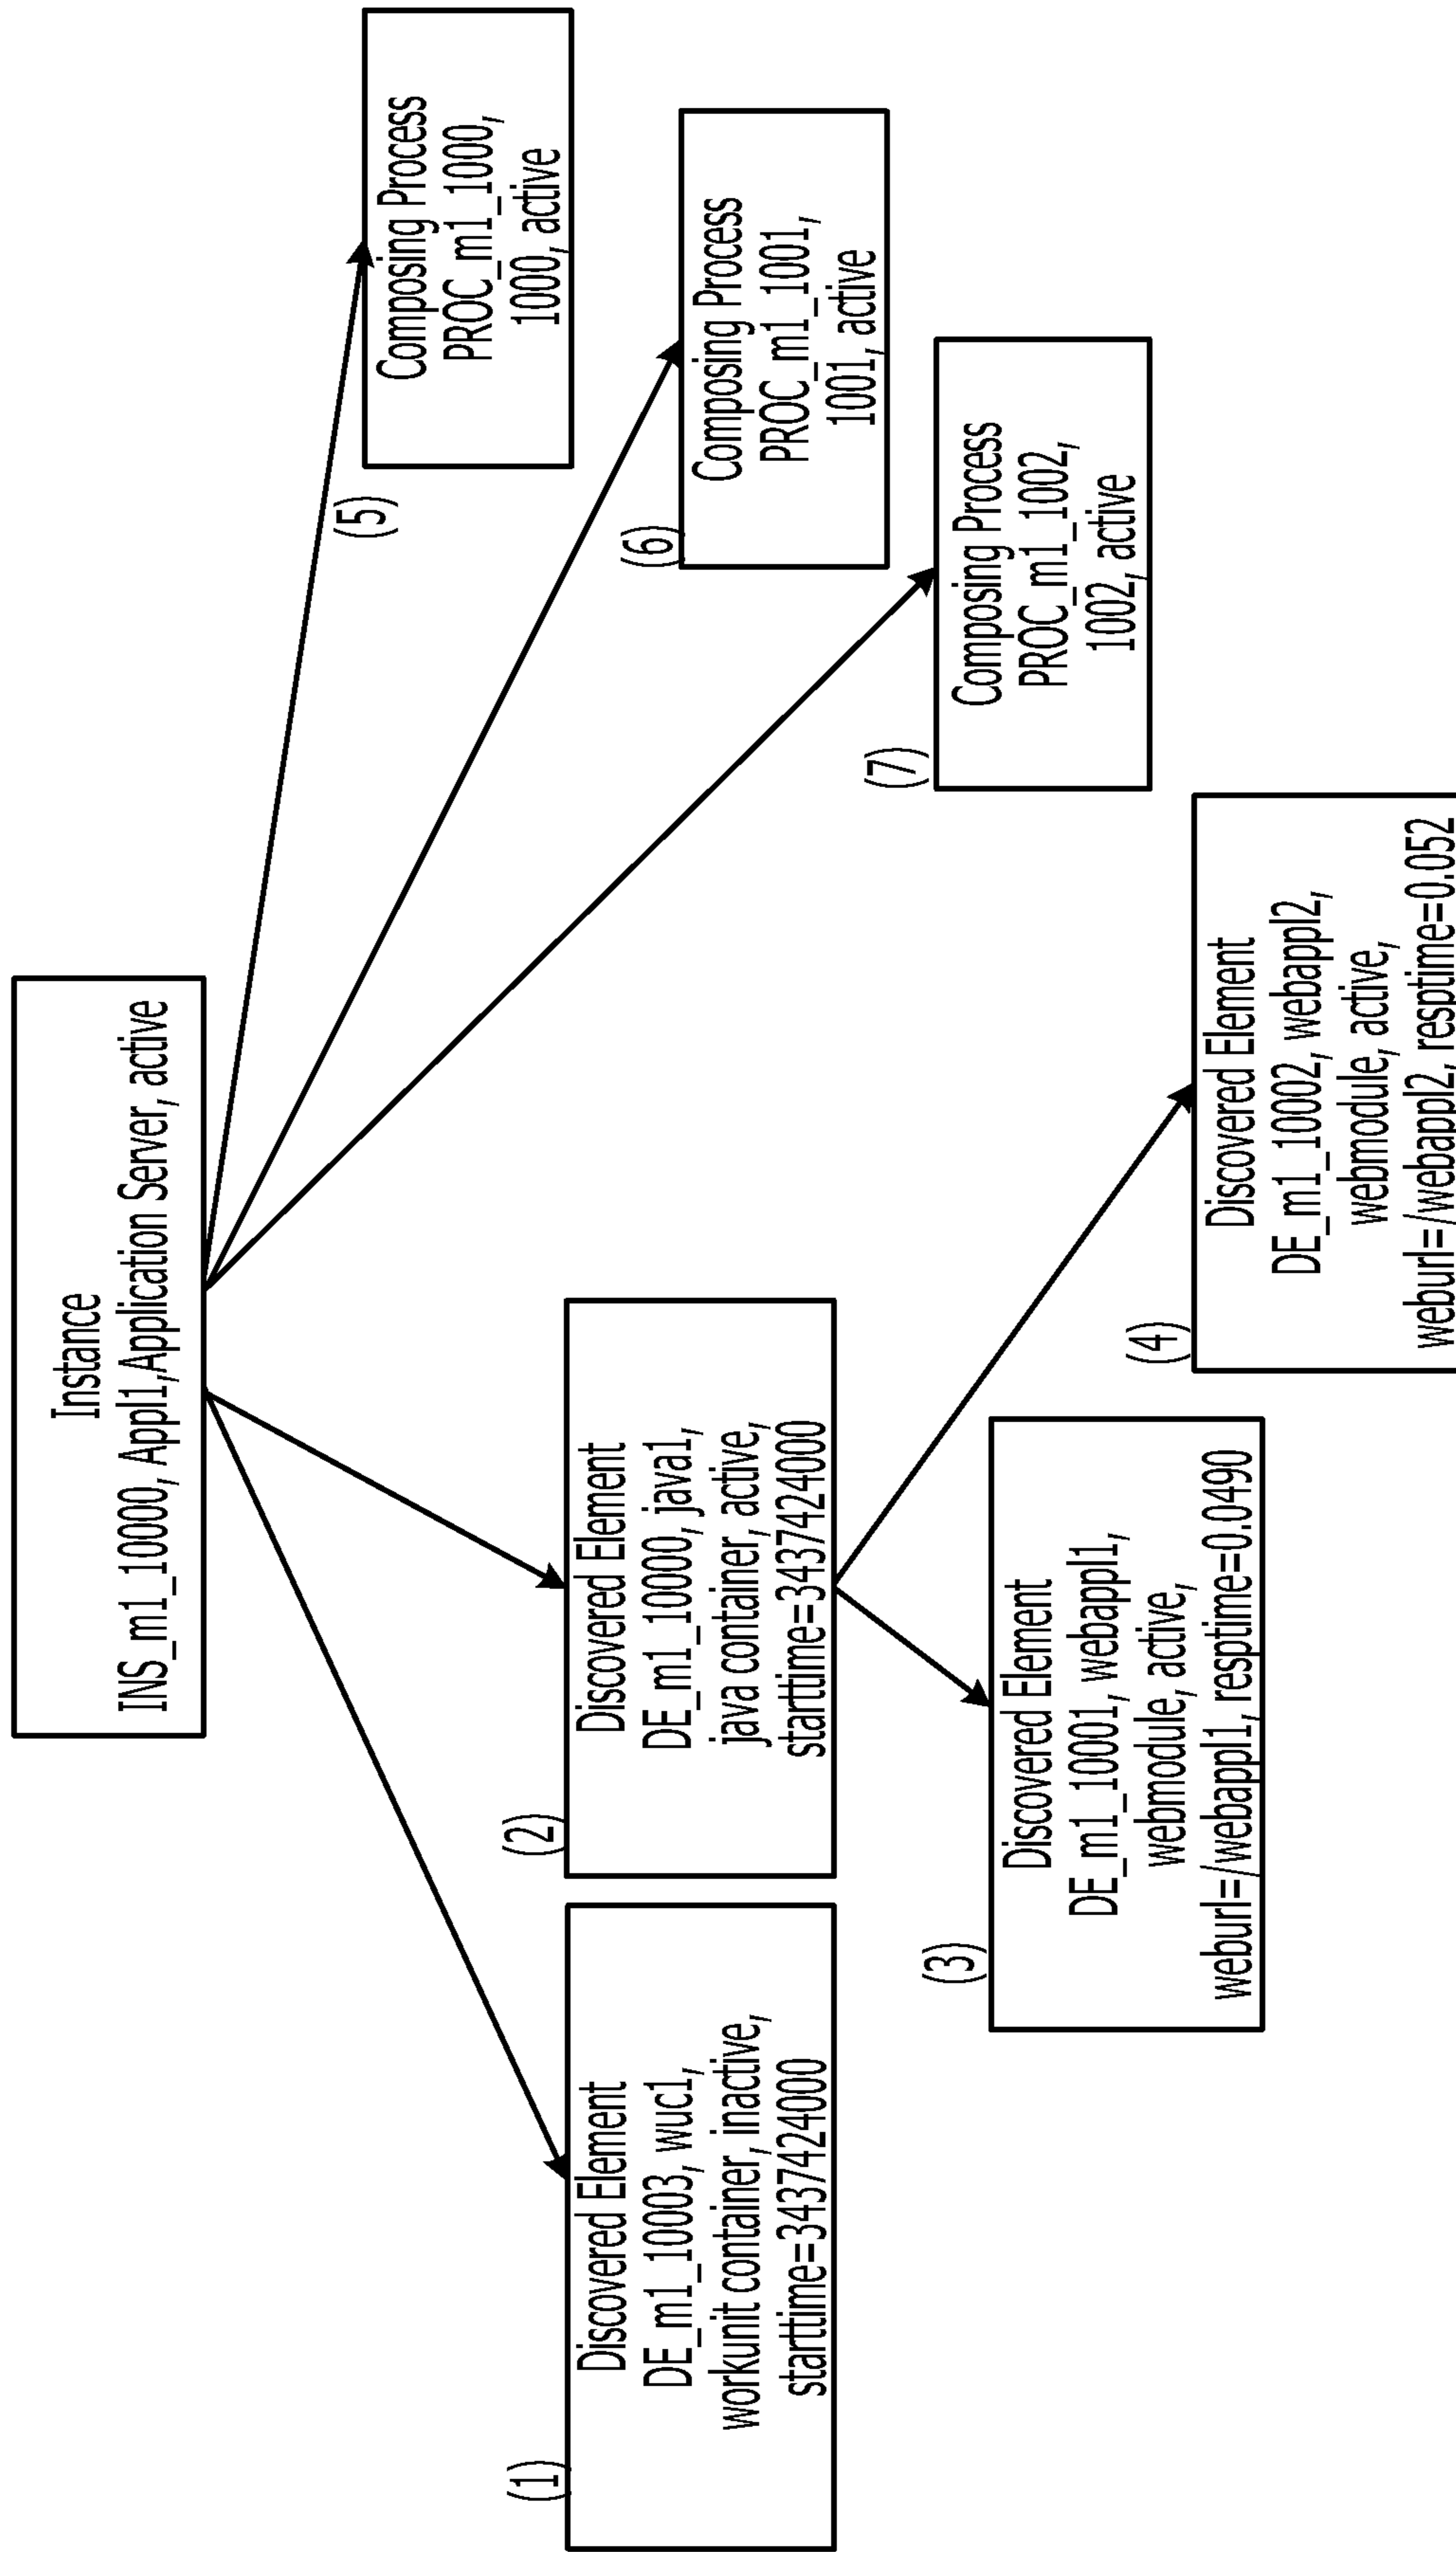 Instance
INS_m1_10000, Appl1,Application Server, active
(1)
Discovered Element
DE_m1_10003, wuc1,
workunit container, inactive,
starttime=3437424000
(2)
Discovered Element
DE_m1_10000, java1,
java container, active,
starttime=3437424000
(3)
Discovered Element
DE_m1_10001, webappl1,
webmodule, active,
weburl=/webappl1, resptime=0.0490
(4)
Discovered Element
DE_m1_10002, webappl2,
webmodule, active,
weburl=/webappl2, resptime=0.052
(5)
Composing Process
PROC_m1_1000,
1000, active
(6)
Composing Process
PROC_m1_1001,
1001, active
(7)
Composing Process
PROC_m1_1002,
1002, active